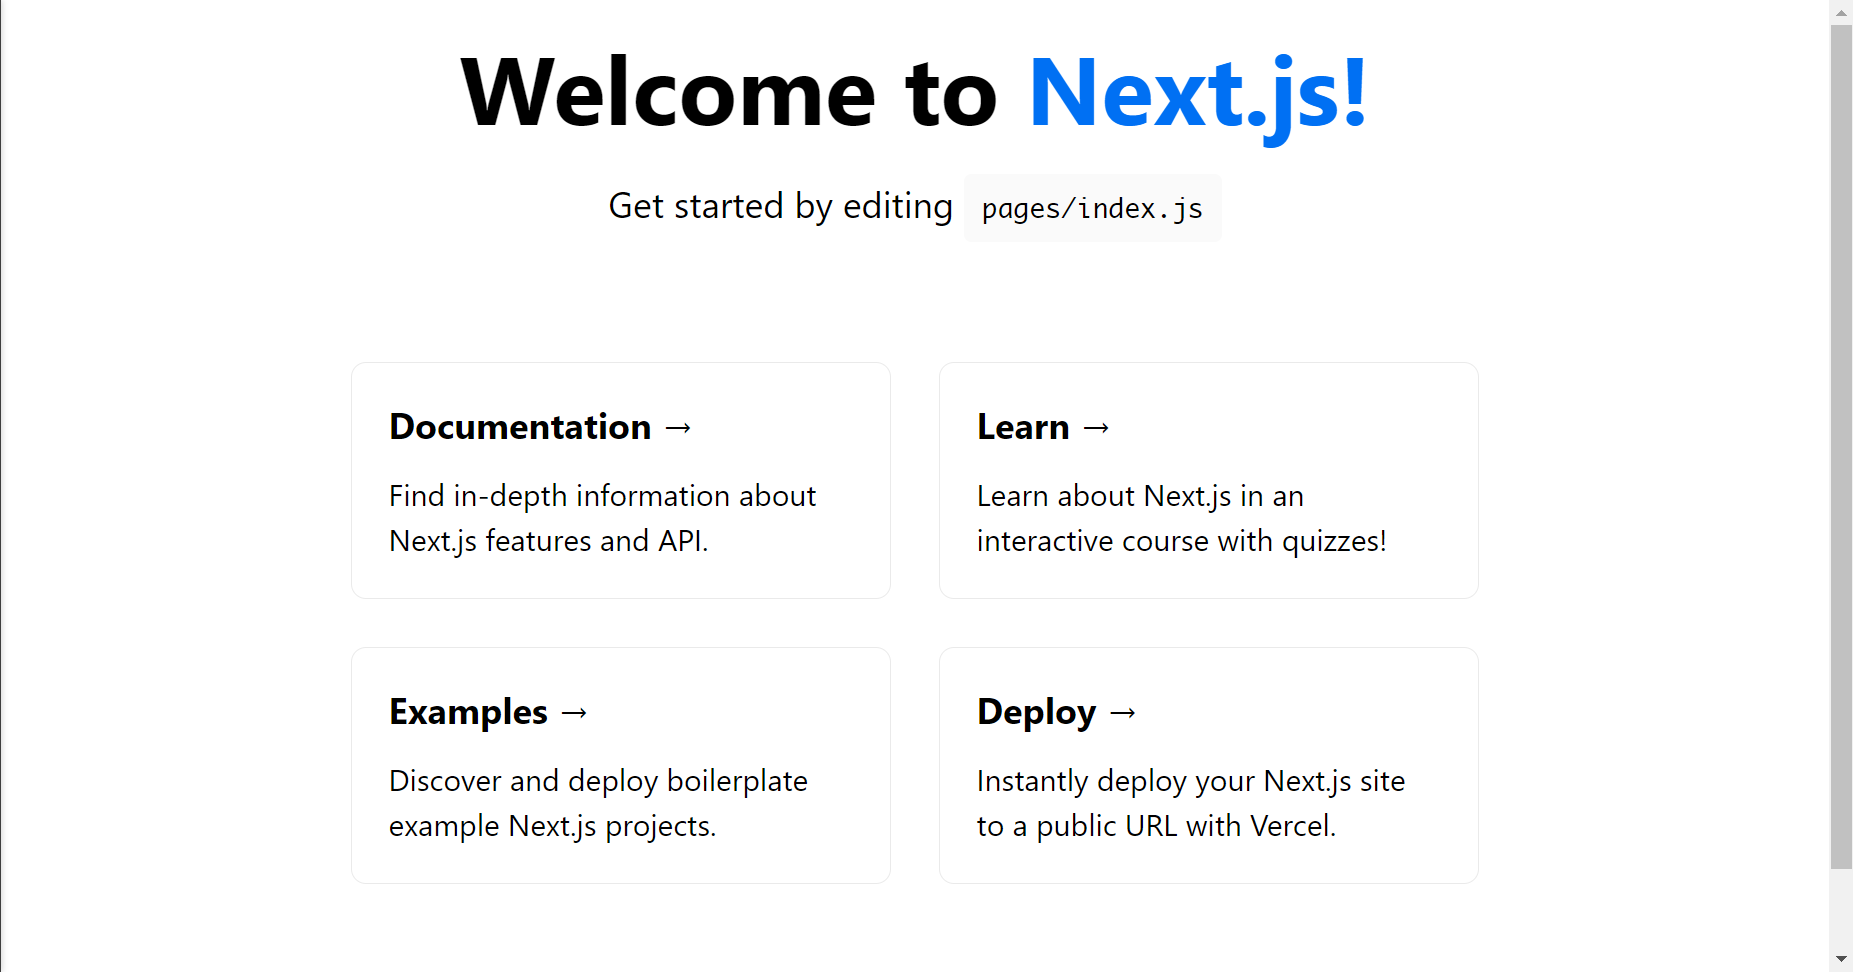 Welcome to Next.js!
Get started by editing pages/index.js
Documentation →
Find in-depth information about
Next.js features and API.
Learn →
Learn about Next.js in an
interactive course with quizzes!
Examples →
Discover and deploy boilerplate
example Next.js projects.
Deploy →
Instantly deploy your Next.js site
to a public URL with Vercel.